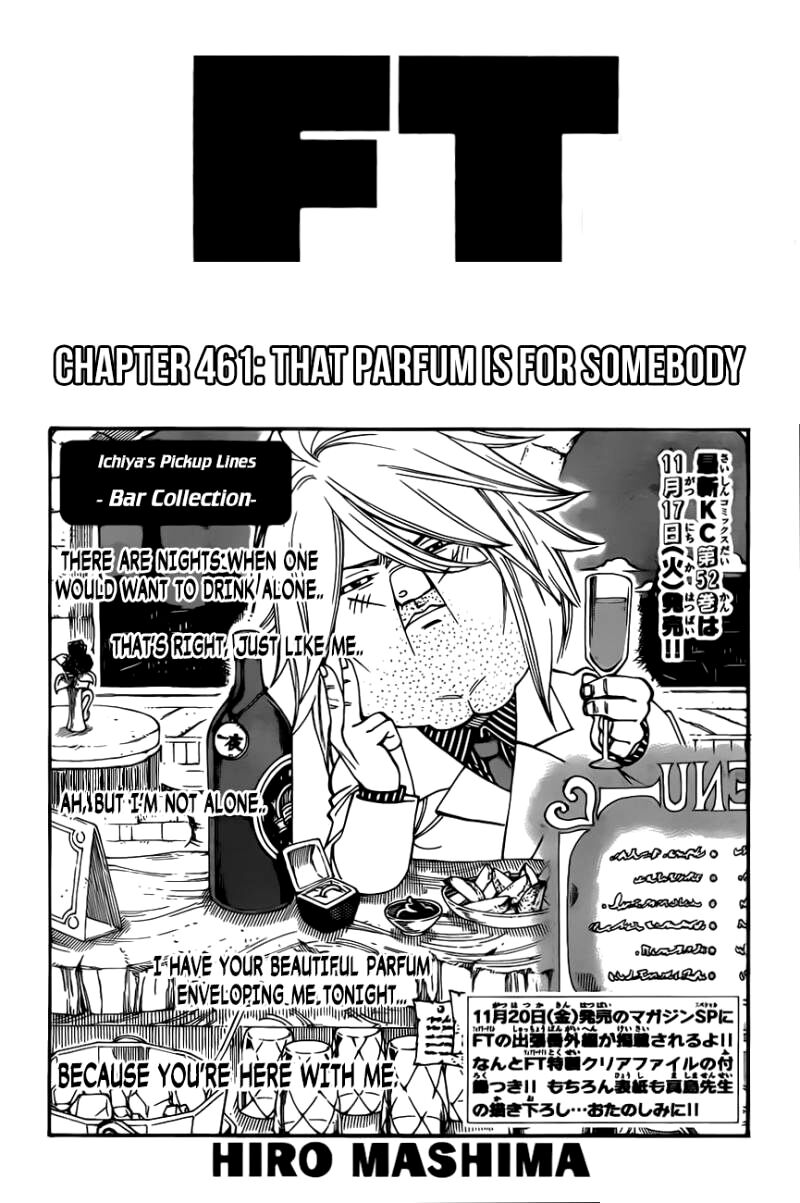 FT
CHAPTER 461: THAT PARFUM IS FOR SOMEBODY
Ichiya's Pickup Lines
- Bar Collection-
最新KC第52巻は
11月17日(火)発売!!
THERE ARE NIGHTS WHEN ONE
WOULD WANT TO DRINK ALONE..
THAT'S RIGHT, JUST LIKE ME..
一夜
AH, BUT I'M NOT ALONE..
ENU
I HAVE YOUR BEAUTIFUL PARFUM
ENVELOPING ME TONIGHT...
BECAUSE YOU'RE HERE WITH ME.
11月20日(金)発売のマガジンSPに
FTの出張番外編が掲載されるよ!!
なんとFT特製クリアファイルの付
録つき!! もちろん表紙も真島先生
の描き下ろし…おたのしみに!!
HIRO MASHIMA